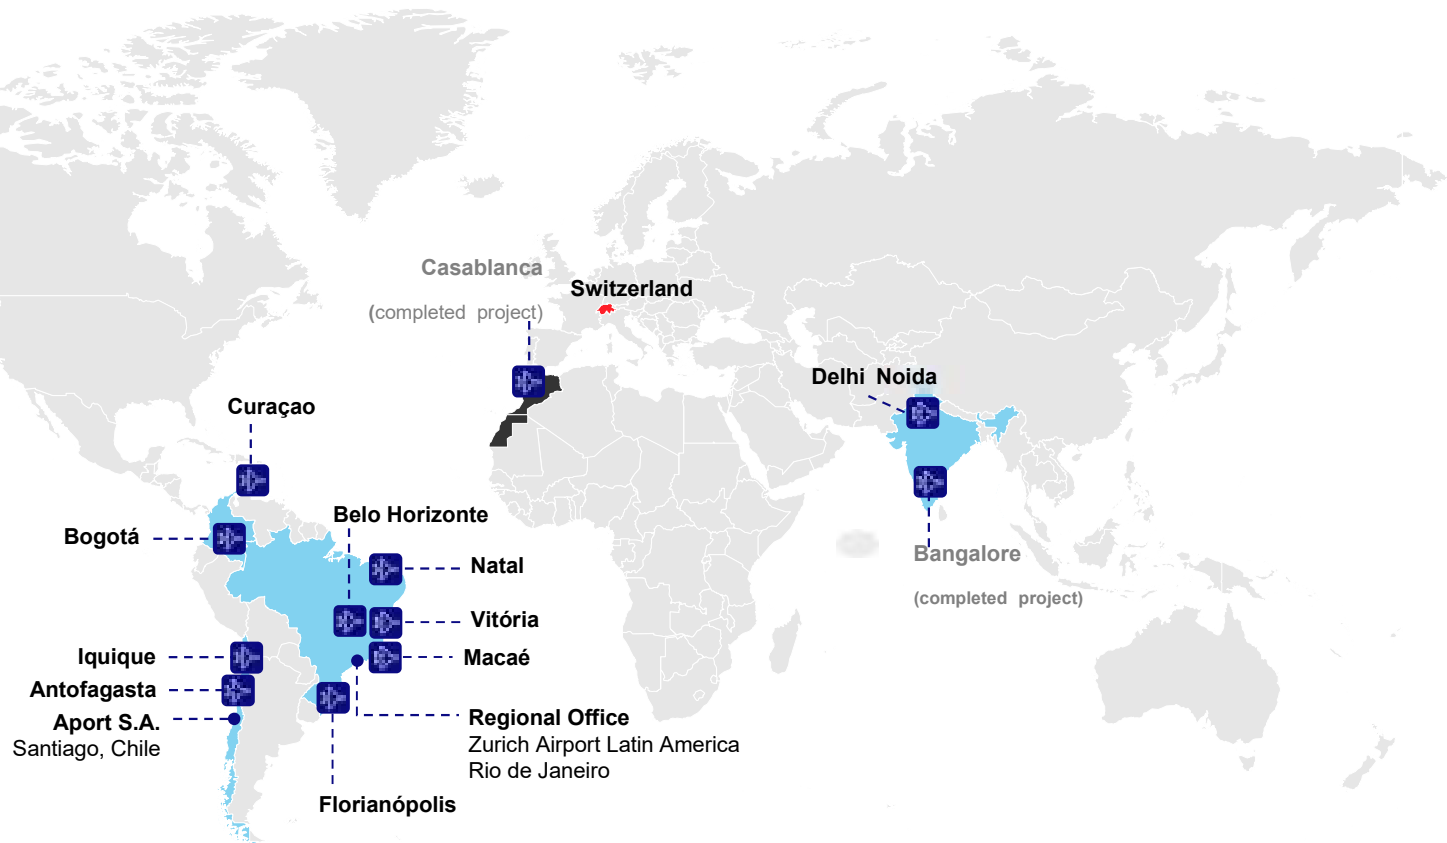 Casablanca
(completed project)
Switzerland
Delhi Noida
Curaçao
Belo Horizonte
Bogotá
Natal
Bangalore
(completed project)
Vitória
Iquique
Macaé
Antofagasta
Aport S.A.
Santiago, Chile
Regional Office
Zurich Airport Latin America
Rio de Janeiro
Florianópolis